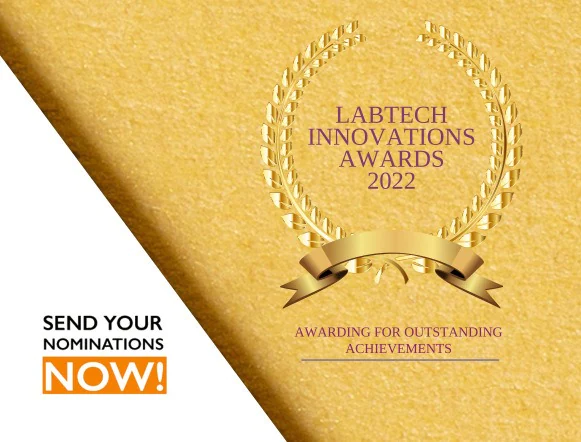 LABTECH
INNOVATIONS
AWARDS
2022
AWARDING FOR OUTSTANDING
ACHIEVEMENTS
SEND YOUR
NOMINATIONS
NOW!